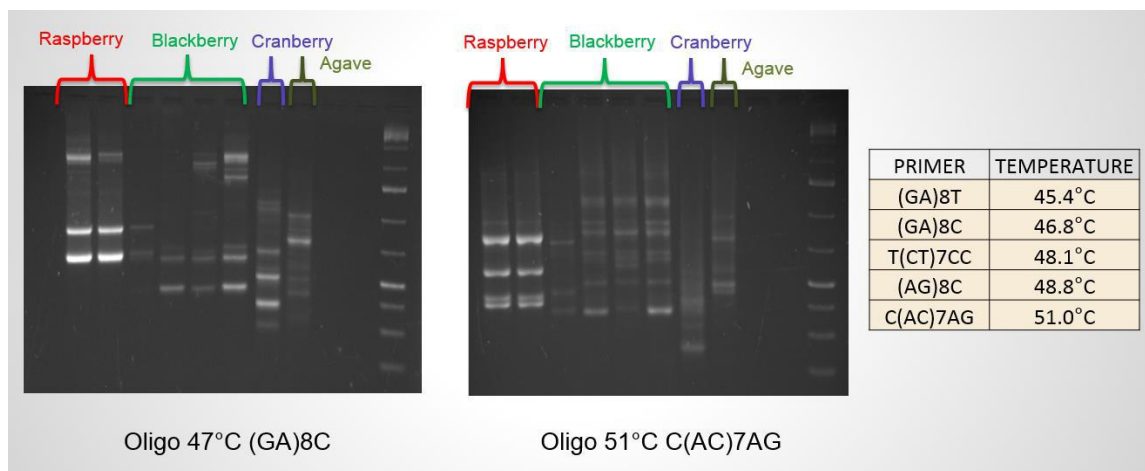 Raspberry Blackberry Cranberry
Agave
Raspberry Blackberry Cranberry
Agave
PRIMER TEMPERATURE
(GA)8T 45.4°C
(GA)8C 46.8°C
T(CT)7CC 48.1°C
(AG)8C 48.8°C
C(AC)7AG 51.0°C
Oligo 47°C (GA)8C
Oligo 51°C C(AC)7AG